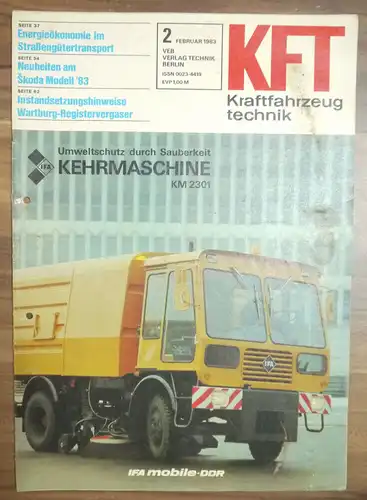 SEITE 37
Energieökonomie im
Straßengütertransport
SEITE 54
Neuheiten am
Škoda Modell '83
SEITE 42
Instandsetzungshinweise
Wartburg-Registervergaser
2 FEBRUAR 1983
VEB
VERLAG TECHNIK
BERLIN
ISSN 0023-4419
EVP 1,00 M
KFT
Kraftfahrzeug
technik
Umweltschutz durch Sauberkeit
IFA
KEHRMASCHINE
KM 2301
IFA
IFA mobile-DDR